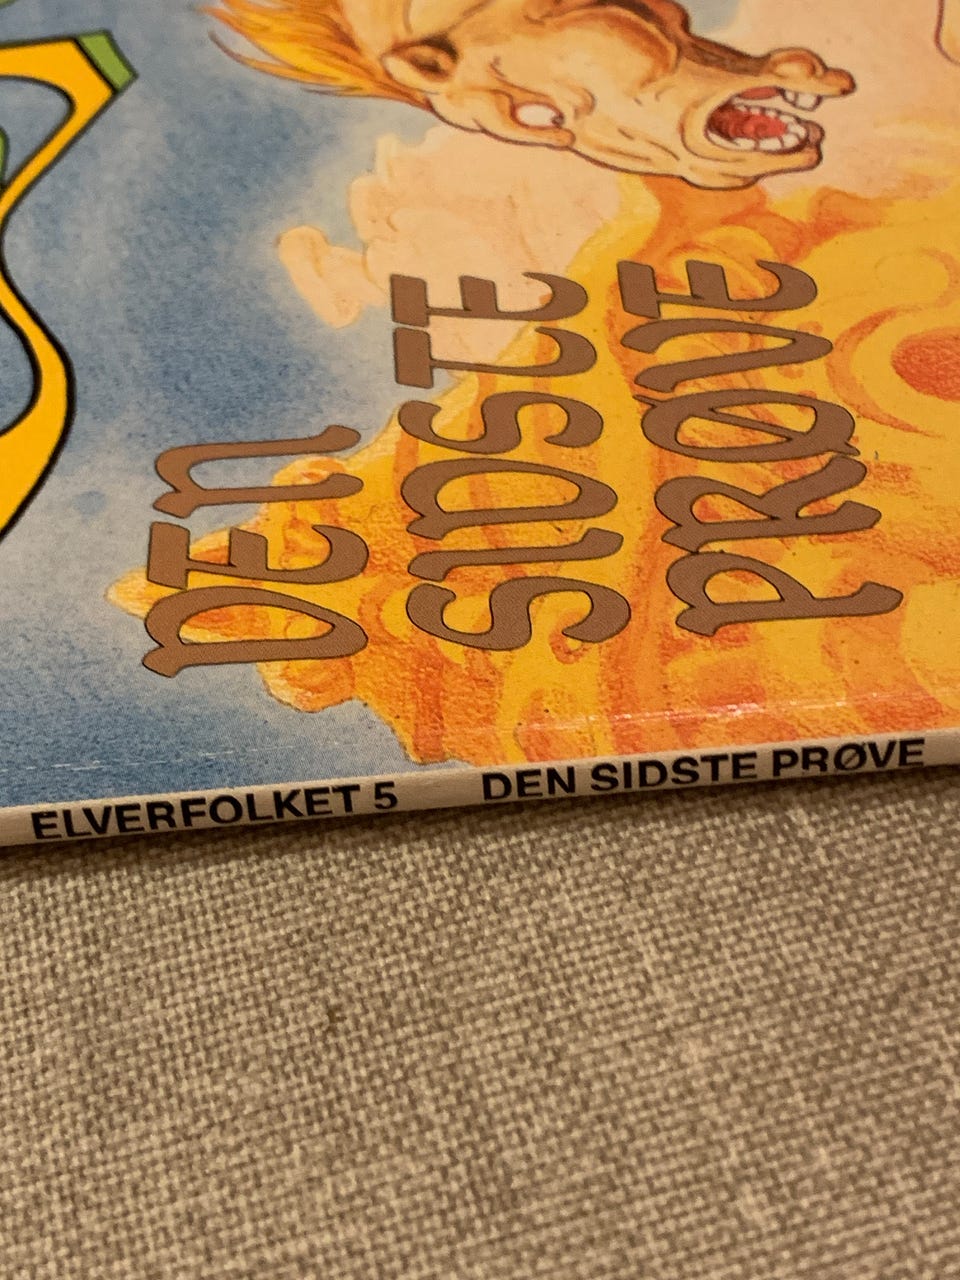 DEN
SIDSTE
PRØVE
ELVERFOLKET 5 DEN SIDSTE PRØVE